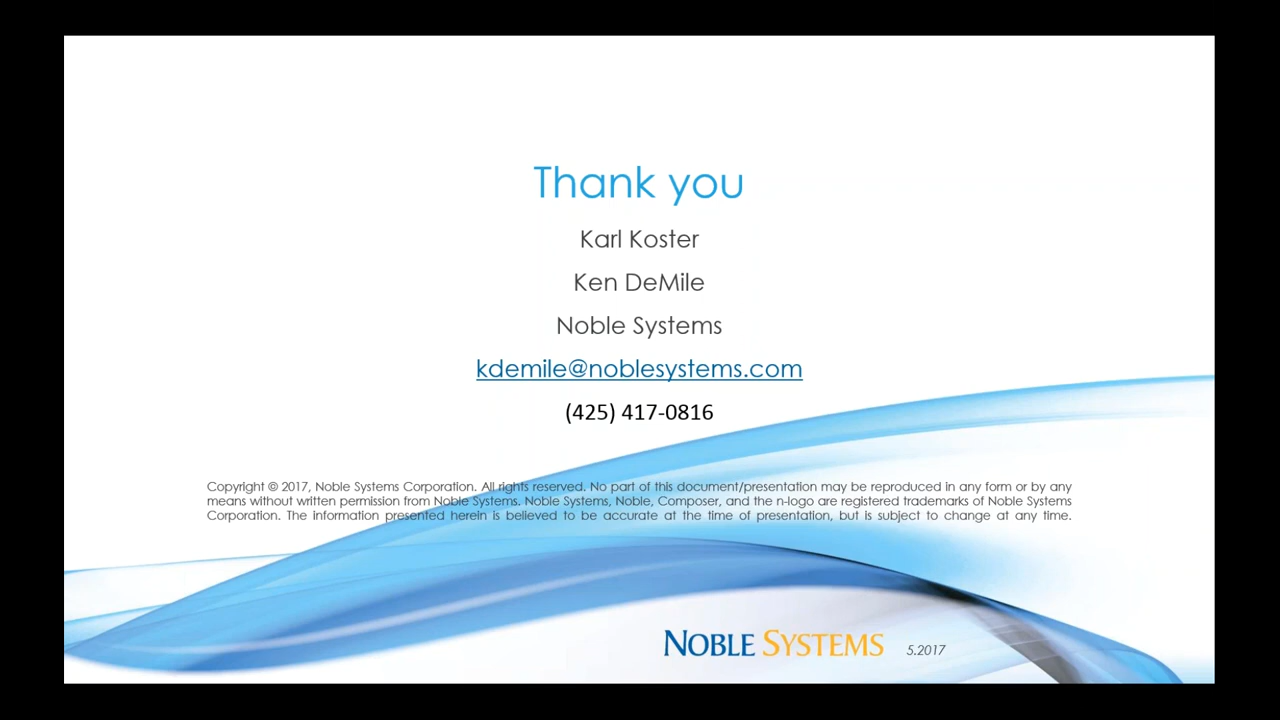 Thank you
Karl Koster
Ken DeMile
Noble Systems
kdemile@noblesystems.com
(425) 417-0816
Copyright © 2017, Noble Systems Corporation. All rights reserved. No part of this document/presentation may be reproduced in any form or by any
means without written permission from Noble Systems. Noble Systems, Noble, Composer, and the n-logo are registered trademarks of Noble Systems
Corporation. The information presented herein is believed to be accurate at the time of presentation, but is subject to change at any time.
NOBLE SYSTEMS 5.2017